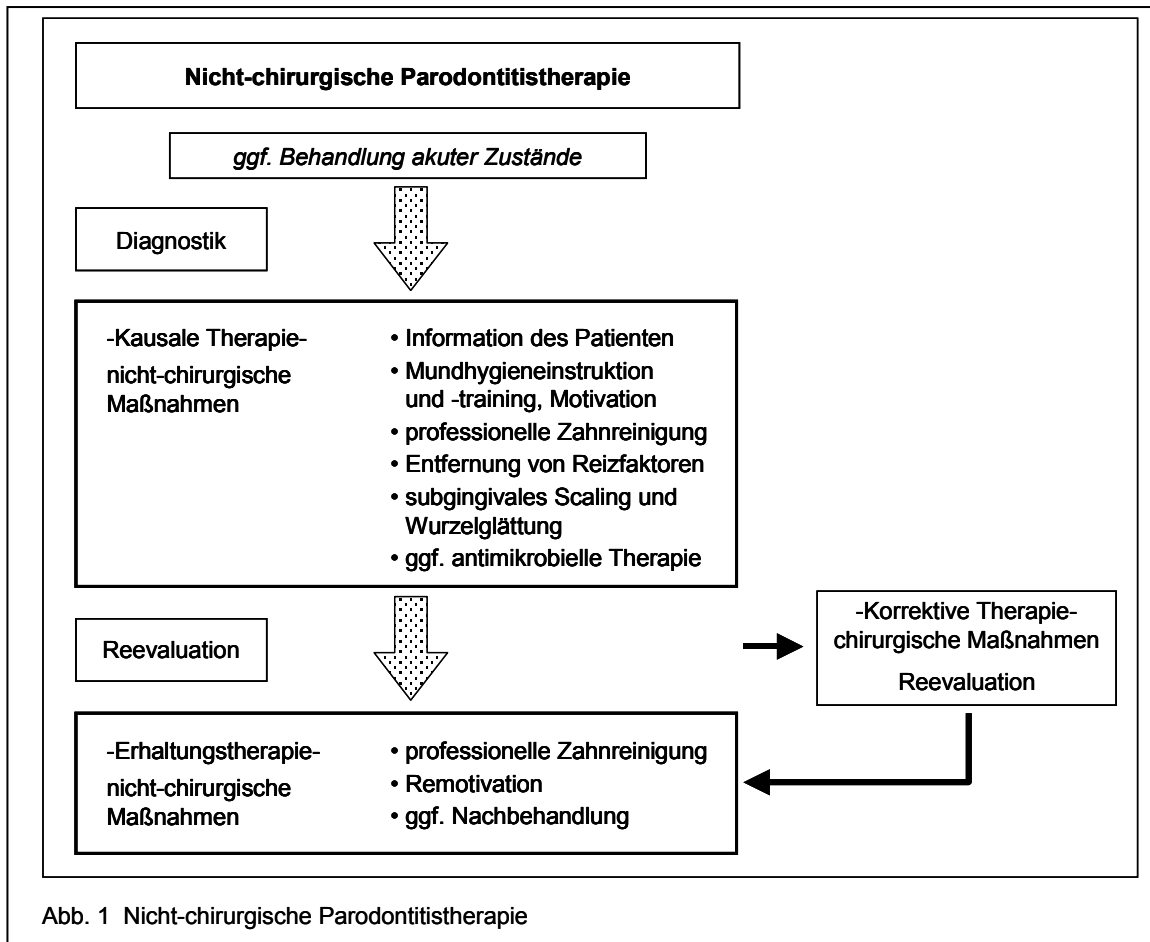 Nicht-chirurgische Parodontitistherapie
ggf. Behandlung akuter Zustände
Diagnostik
-Kausale Therapie-
nicht-chirurgische
Maßnahmen
• Information des Patienten
• Mundhygieneinstruktion
und -training, Motivation
• professionelle Zahnreinigung
• Entfernung von Reizfaktoren
• subgingivales Scaling und
Wurzelglättung
• ggf. antimikrobielle Therapie
Reevaluation
-Korrektive Therapie-
chirurgische Maßnahmen
Reevaluation
-Erhaltungstherapie-
nicht-chirurgische
Maßnahmen
• professionelle Zahnreinigung
• Remotivation
• ggf. Nachbehandlung
Abb. 1 Nicht-chirurgische Parodontitistherapie